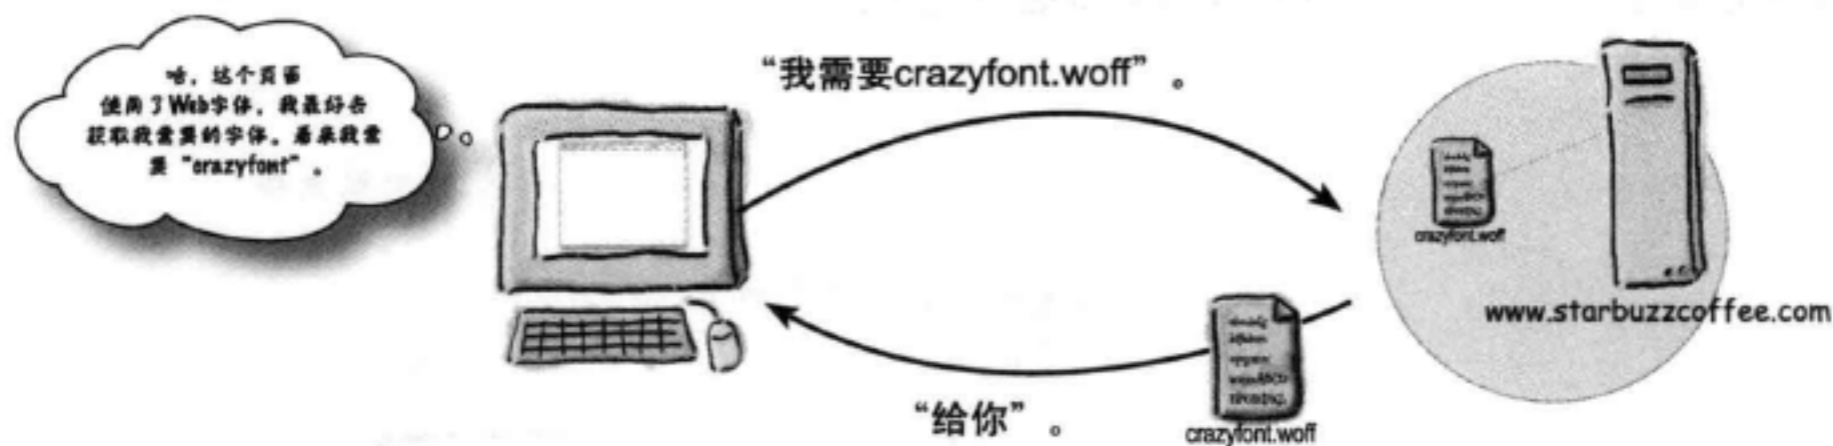 哈，这个页面
使用了Web字体，我最好去
获取我需要的字体。看来我需
要“crazyfont”。
“我需要crazyfont.woff”。
crazyfont.woff
www.starbuzzcoffee.com
“给你”。
crazyfont.woff